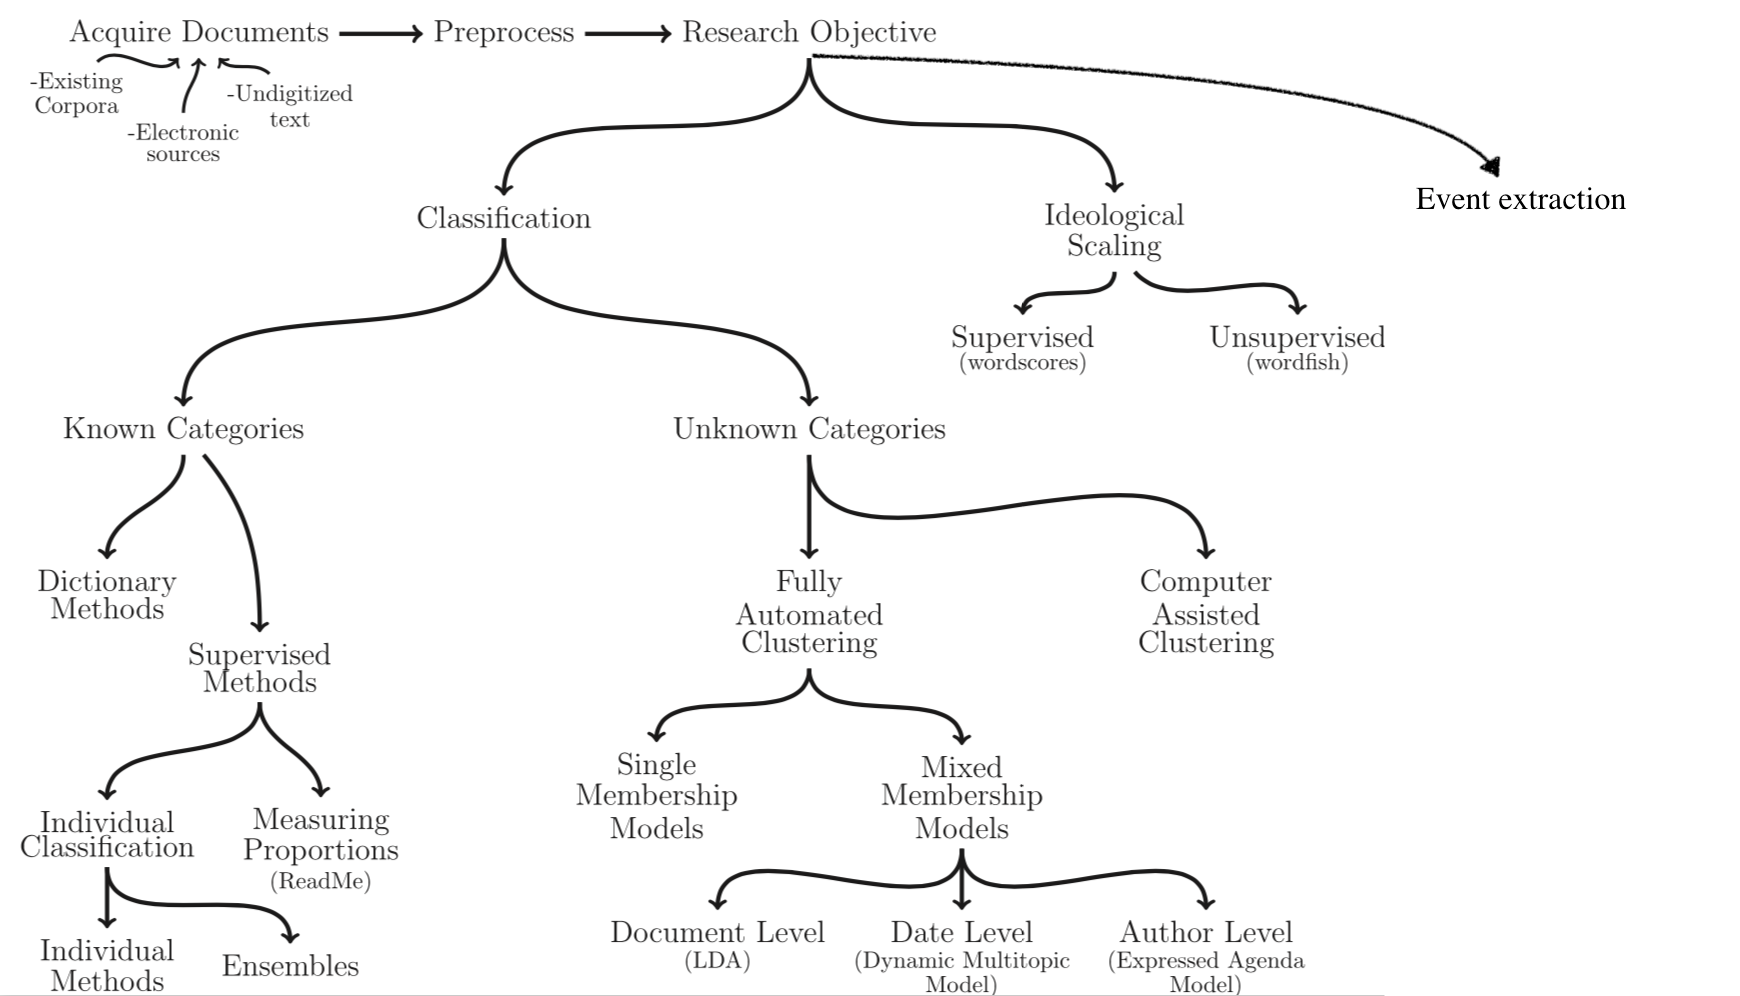 Acquire Documents
Preprocess
Research Objective
-Existing
Corpora
-Undigitized
text
-Electronic
sources
Event extraction
Classification
Ideological
Scaling
Supervised
(wordscores)
Unsupervised
(wordfish)
Known Categories
Unknown Categories
Dictionary
Methods
Fully
Automated
Clustering
Computer
Assisted
Clustering
Supervised
Methods
Single
Membership
Models
Mixed
Membership
Models
Individual
Classification
Measuring
Proportions
(ReadMe)
Individual
Methods
Ensembles
Document Level
(LDA)
Date Level
(Dynamic Multitopic
Model)
Author Level
(Expressed Agenda
Model)